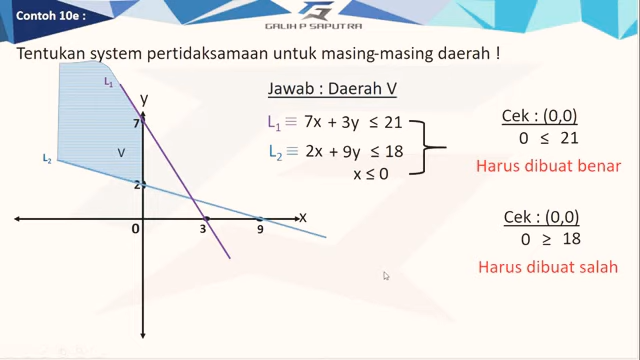 Contoh 10e :
GALIH P SAPUTRA
Tentukan system pertidaksamaan untuk masing-masing daerah !
Jawab : Daerah V
L₁ ≡ 7x + 3y ≤ 21
L₂ ≡ 2x + 9y ≤ 18
x ≤ 0
Cek : (0,0)
0 ≤ 21
Harus dibuat benar
Cek : (0,0)
0 ≥ 18
Harus dibuat salah
L₁
y
7
V
L₂
2
x
0
3
9